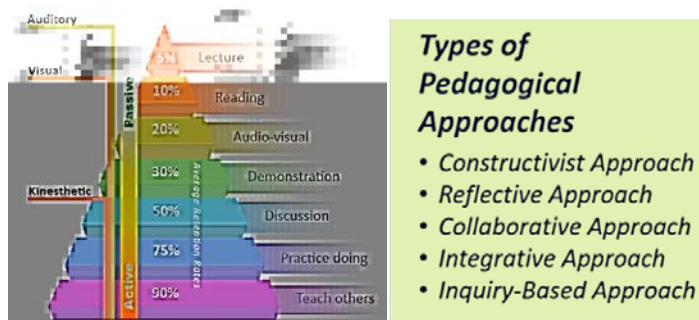 Auditory
Visual
Kinesthetic
Passive
Active
5% Lecture
10% Reading
20% Audio-visual
30% Demonstration
50% Discussion
75% Practice doing
90% Teach others
Average Retention Rates
Types of
Pedagogical
Approaches
• Constructivist Approach
• Reflective Approach
• Collaborative Approach
• Integrative Approach
• Inquiry-Based Approach